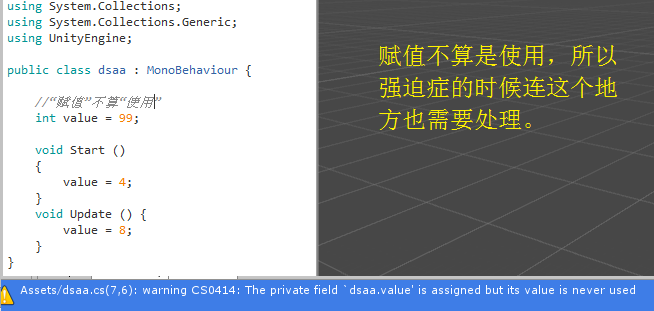 using System.Collections;
using System.Collections.Generic;
using UnityEngine;
public class dsaa : MonoBehaviour {
//“赋值”不算“使用”
int value = 99;
void Start ()
{
value = 4;
}
void Update () {
value = 8;
}
}
赋值不算是使用，所以
强迫症的时候连这个地
方也需要处理。
Assets/dsaa.cs(7,6): warning CS0414: The private field `dsaa.value' is assigned but its value is never used